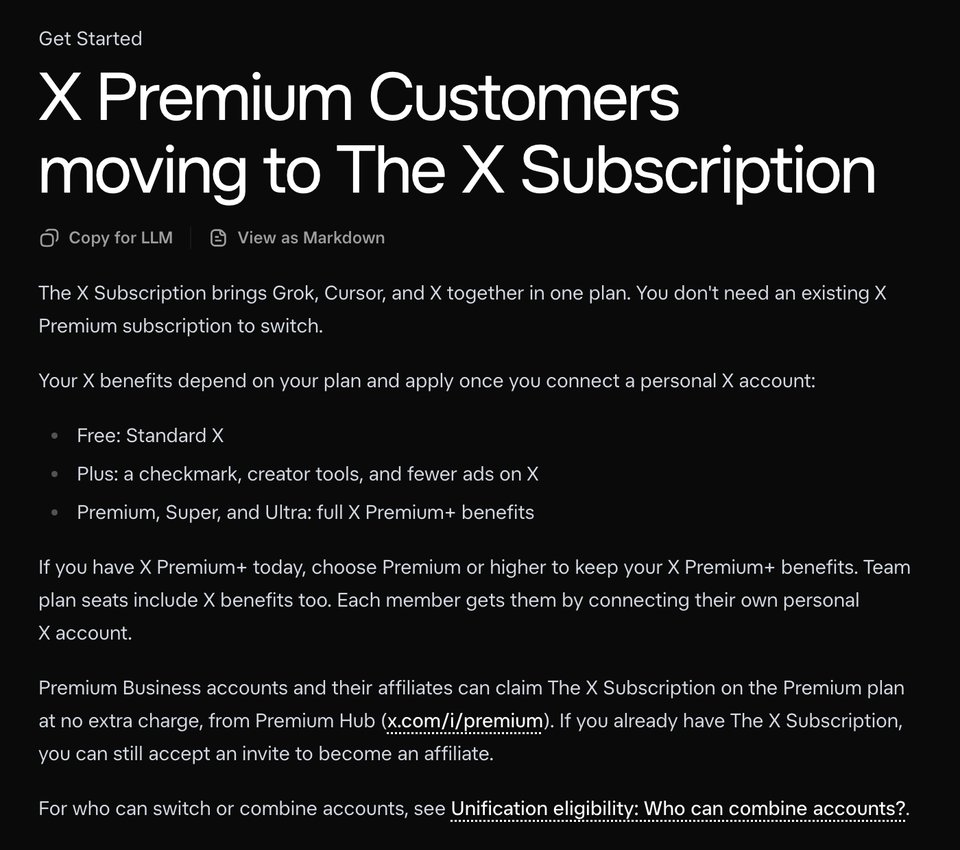 Get Started
X Premium Customers
moving to The X Subscription
Copy for LLM View as Markdown
The X Subscription brings Grok, Cursor, and X together in one plan. You don't need an existing X
Premium subscription to switch.
Your X benefits depend on your plan and apply once you connect a personal X account:
• Free: Standard X
• Plus: a checkmark, creator tools, and fewer ads on X
• Premium, Super, and Ultra: full X Premium+ benefits
If you have X Premium+ today, choose Premium or higher to keep your X Premium+ benefits. Team
plan seats include X benefits too. Each member gets them by connecting their own personal
X account.
Premium Business accounts and their affiliates can claim The X Subscription on the Premium plan
at no extra charge, from Premium Hub (x.com/i/premium). If you already have The X Subscription,
you can still accept an invite to become an affiliate.
For who can switch or combine accounts, see Unification eligibility: Who can combine accounts?.